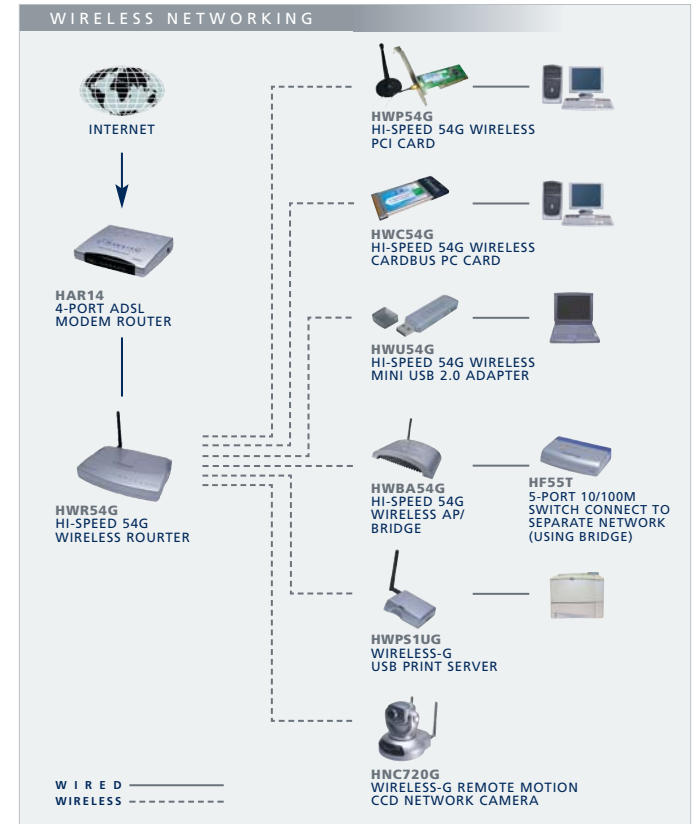 WIRELESS NETWORKING
INTERNET
HAR14
4-PORT ADSL
MODEM ROUTER
HWR54G
HI-SPEED 54G
WIRELESS ROURTER
HWP54G
HI-SPEED 54G WIRELESS
PCI CARD
HWC54G
HI-SPEED 54G WIRELESS
CARDBUS PC CARD
HWU54G
HI-SPEED 54G WIRELESS
MINI USB 2.0 ADAPTER
HWBA54G
HI-SPEED 54G
WIRELESS AP/
BRIDGE
HF55T
5-PORT 10/100M
SWITCH CONNECT TO
SEPARATE NETWORK
(USING BRIDGE)
HWPS1UG
WIRELESS-G
USB PRINT SERVER
HNC720G
WIRELESS-G REMOTE MOTION
CCD NETWORK CAMERA
WIRED
WIRELESS